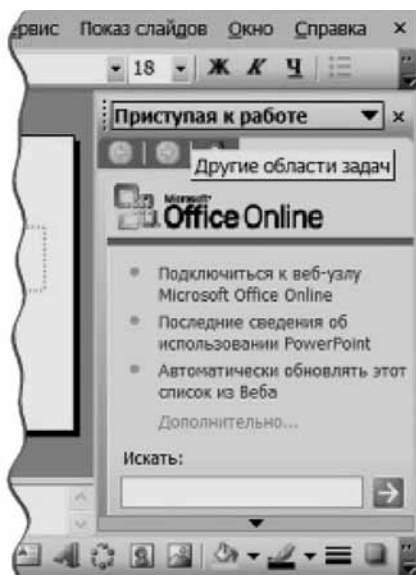 ервис Показ слайдов Окно Справка ×
18 Ж К Ч
Приступая к работе
Другие области задач
Microsoft
Office Online
Подключиться к веб-узлу
Microsoft Office Online
Последние сведения об
использовании PowerPoint
Автоматически обновлять этот
список из Веба
Дополнительно...
Искать: